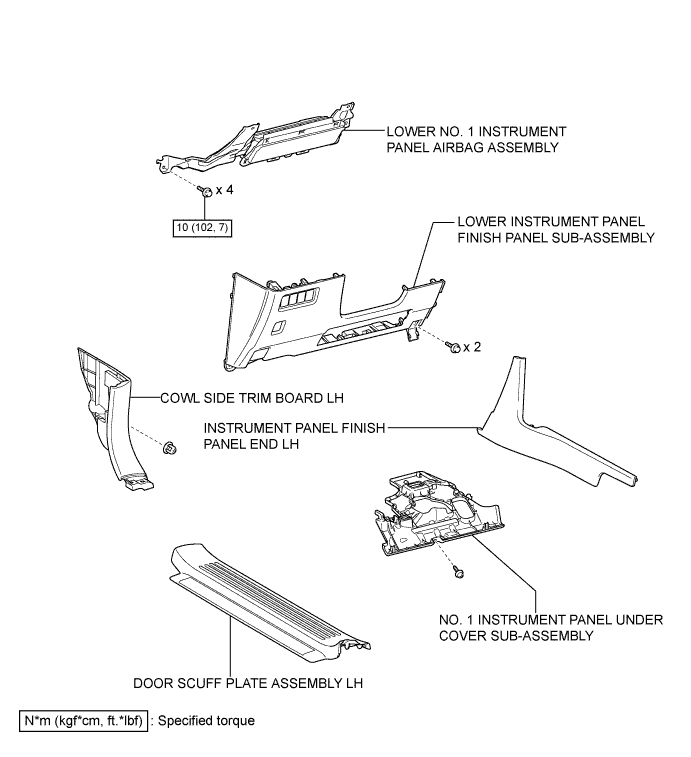 LOWER NO. 1 INSTRUMENT
PANEL AIRBAG ASSEMBLY
x 4
10 (102, 7)
LOWER INSTRUMENT PANEL
FINISH PANEL SUB-ASSEMBLY
x 2
COWL SIDE TRIM BOARD LH
INSTRUMENT PANEL FINISH
PANEL END LH
NO. 1 INSTRUMENT PANEL UNDER
COVER SUB-ASSEMBLY
DOOR SCUFF PLATE ASSEMBLY LH
N*m (kgf*cm, ft.*lbf) : Specified torque